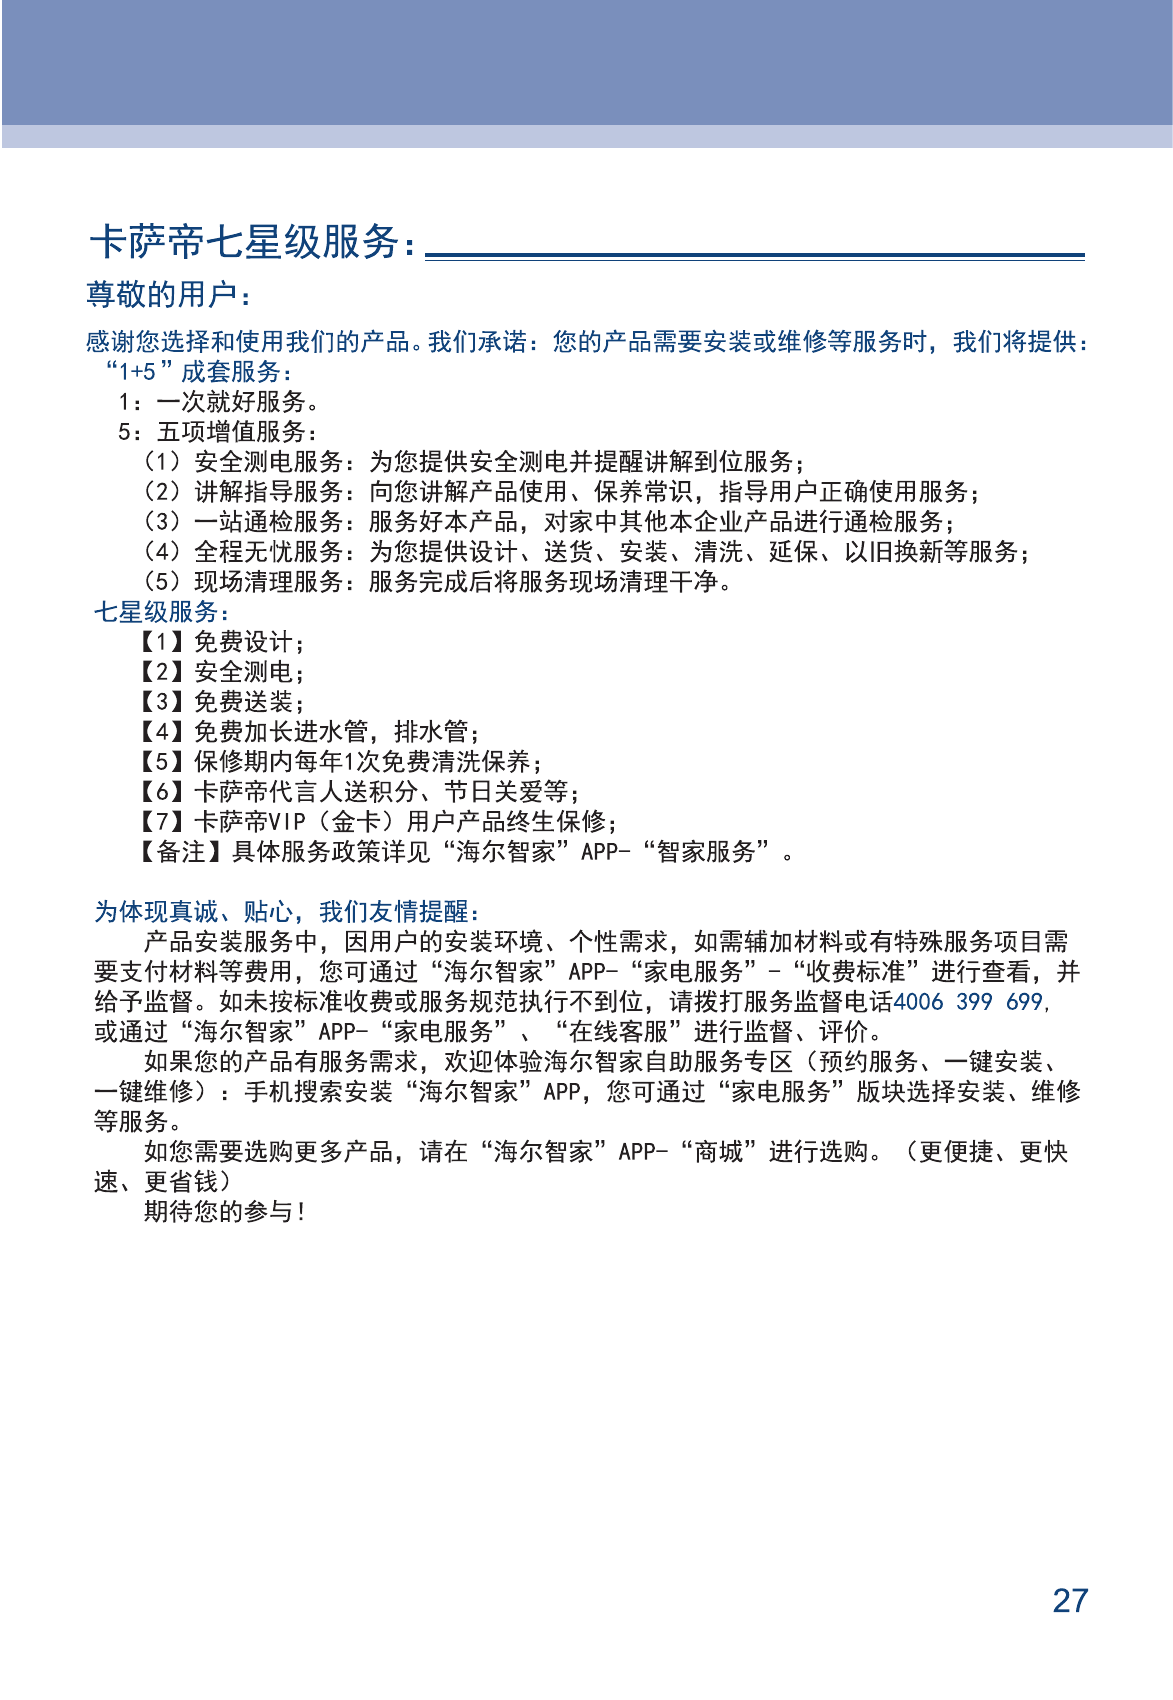 卡萨帝七星级服务：
尊敬的用户：
感谢您选择和使用我们的产品。我们承诺：您的产品需要安装或维修等服务时，我们将提供：
“1+5”成套服务：
1：一次就好服务。
5：五项增值服务：
（1）安全测电服务：为您提供安全测电并提醒讲解到位服务；
（2）讲解指导服务：向您讲解产品使用、保养常识，指导用户正确使用服务；
（3）一站通检服务：服务好本产品，对家中其他本企业产品进行通检服务；
（4）全程无忧服务：为您提供设计、送货、安装、清洗、延保、以旧换新等服务；
（5）现场清理服务：服务完成后将服务现场清理干净。
七星级服务：
【1】免费设计；
【2】安全测电；
【3】免费送装；
【4】免费加长进水管，排水管；
【5】保修期内每年1次免费清洗保养；
【6】卡萨帝代言人送积分、节日关爱等；
【7】卡萨帝VIP（金卡）用户产品终生保修；
【备注】具体服务政策详见“海尔智家”APP-“智家服务”。
为体现真诚、贴心，我们友情提醒：
产品安装服务中，因用户的安装环境、个性需求，如需辅加材料或有特殊服务项目需
要支付材料等费用，您可通过“海尔智家”APP-“家电服务”-“收费标准”进行查看，并
给予监督。如未按标准收费或服务规范执行不到位，请拨打服务监督电话4006 399 699,
或通过“海尔智家”APP-“家电服务”、“在线客服”进行监督、评价。
如果您的产品有服务需求，欢迎体验海尔智家自助服务专区（预约服务、一键安装、
一键维修）：手机搜索安装“海尔智家”APP，您可通过“家电服务”版块选择安装、维修
等服务。
如您需要选购更多产品，请在“海尔智家”APP-“商城”进行选购。（更便捷、更快
速、更省钱）
期待您的参与！
27